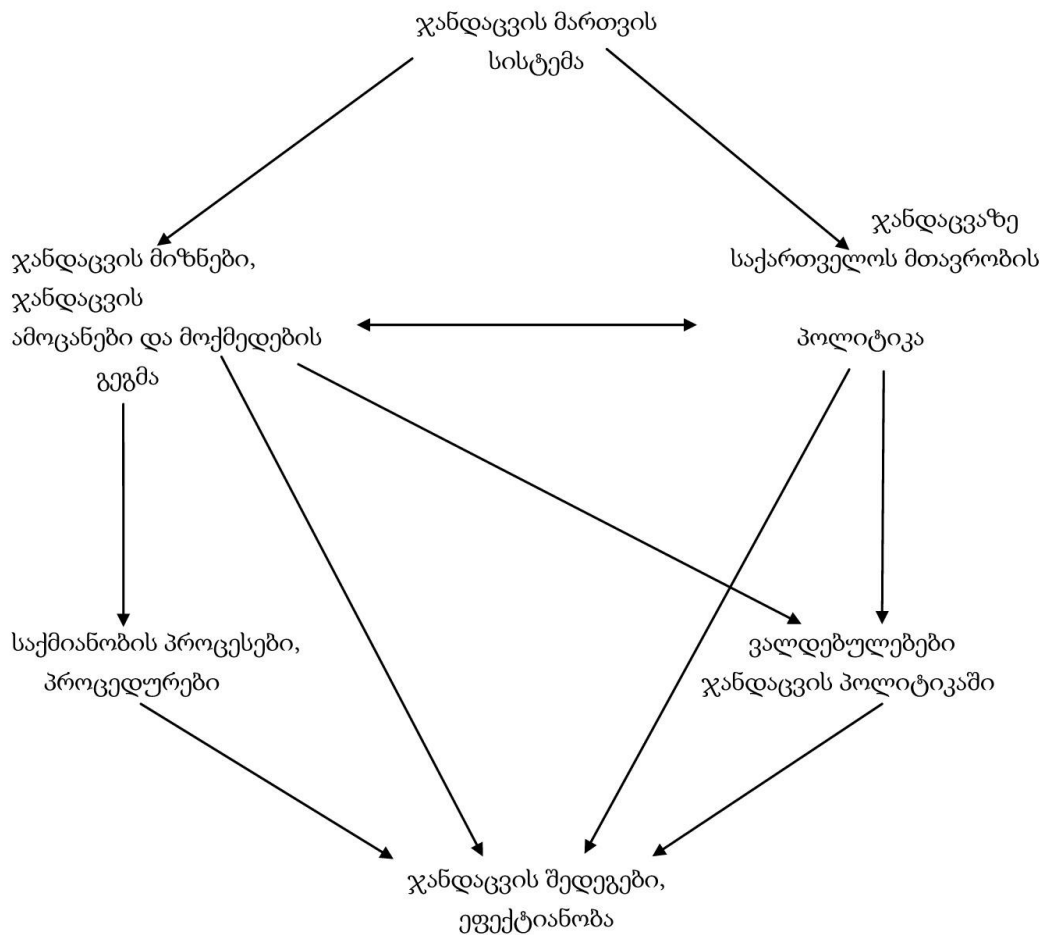 ჯანდაცვის მართვის
სისტემა
ჯანდაცვის მიზნები,
ჯანდაცვის
ამოცანები და მოქმედების
გეგმა
ჯანდაცვაზე
საქართველოს მთავრობის
პოლიტიკა
საქმიანობის პროცესები,
პროცედურები
ვალდებულებები
ჯანდაცვის პოლიტიკაში
ჯანდაცვის შედეგები,
ეფექტიანობა